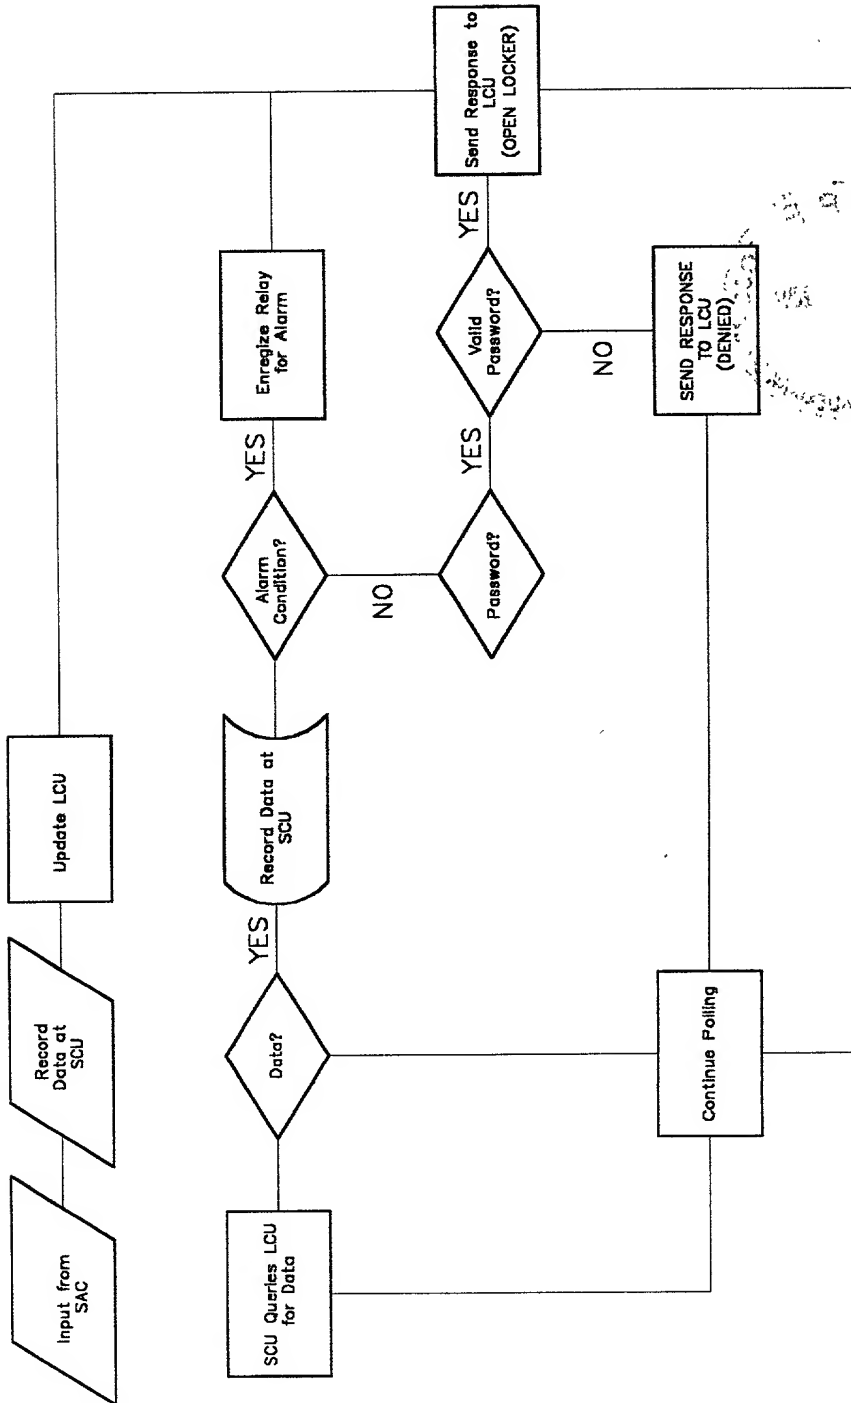 Input from
SAC
Record
Data at
SCU
Update LCU
SCU Queries LCU
for Data
Data?
YES
Record Data at
SCU
Alarm
Condition?
YES
Enregize Relay
for Alarm
NO
Password?
YES
Valid
Password?
YES
Send Response to
LCU
(OPEN LOCKER)
NO
SEND RESPONSE
TO LCU
(DENIED)
Continue Polling